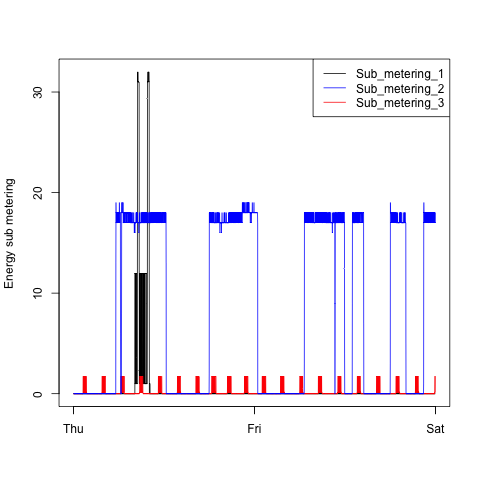 Sub_metering_1
Sub_metering_2
Sub_metering_3
Energy sub metering
30
20
10
0
Thu
Fri
Sat